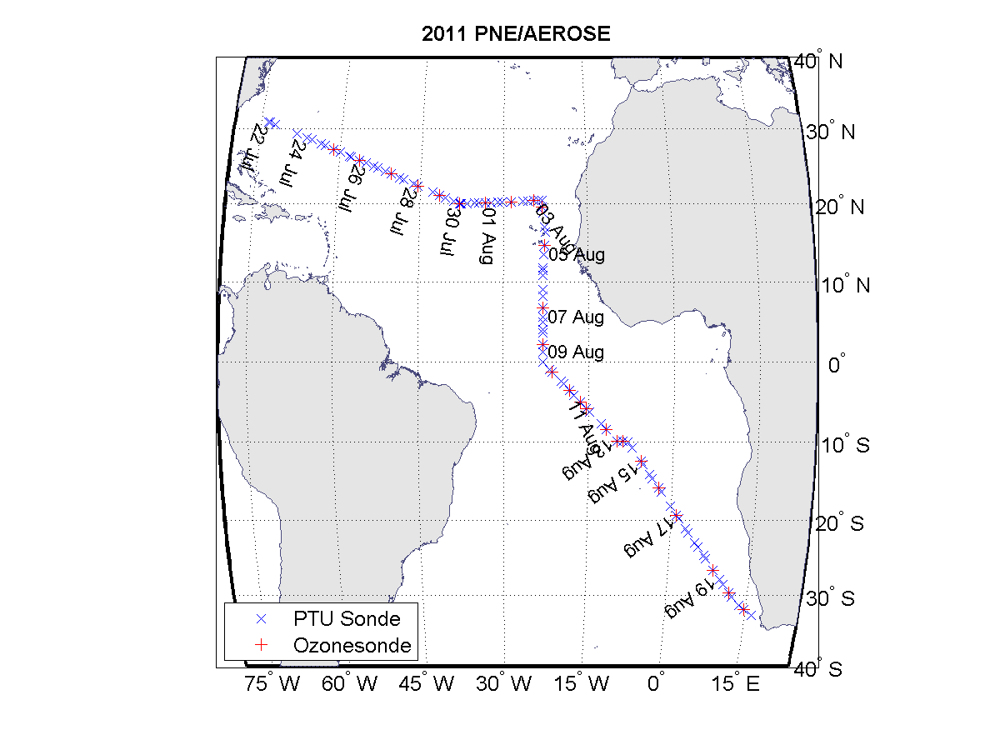 2011 PNE/AEROSE
40° N
30° N
20° N
10° N
0°
10° S
20° S
30° S
40° S
22 Jul
24 Jul
26 Jul
28 Jul
30 Jul
01 Aug
03 Aug
05 Aug
07 Aug
09 Aug
11 Aug
13 Aug
15 Aug
17 Aug
19 Aug
PTU Sonde
Ozonesonde
75° W 60° W 45° W 30° W 15° W 0° 15° E